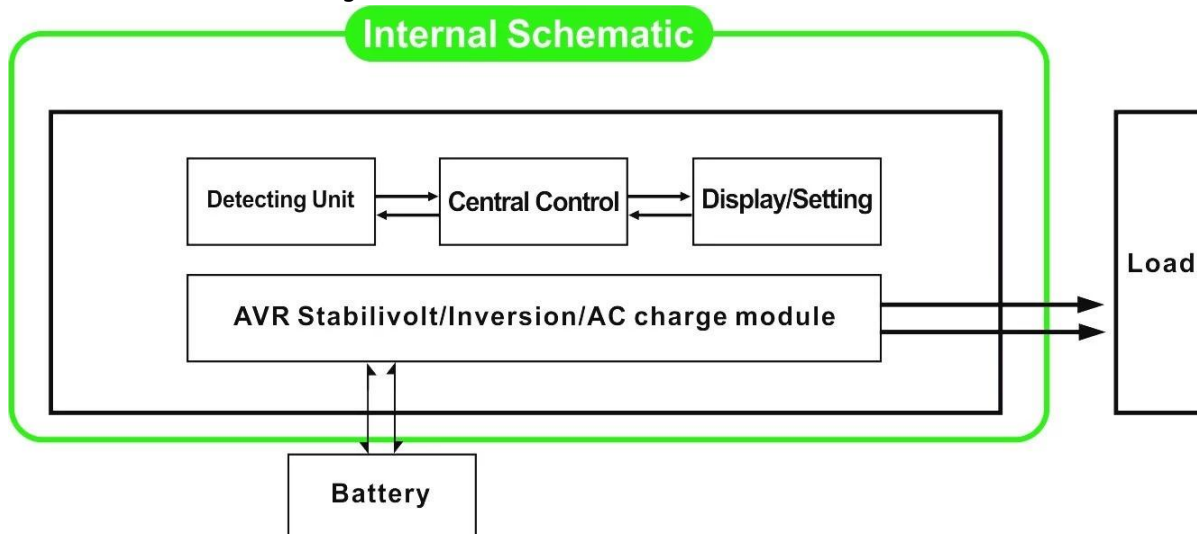 Internal Schematic
Detecting Unit
Central Control
Display/Setting
Load
AVR Stabilivolt/Inversion/AC charge module
Battery